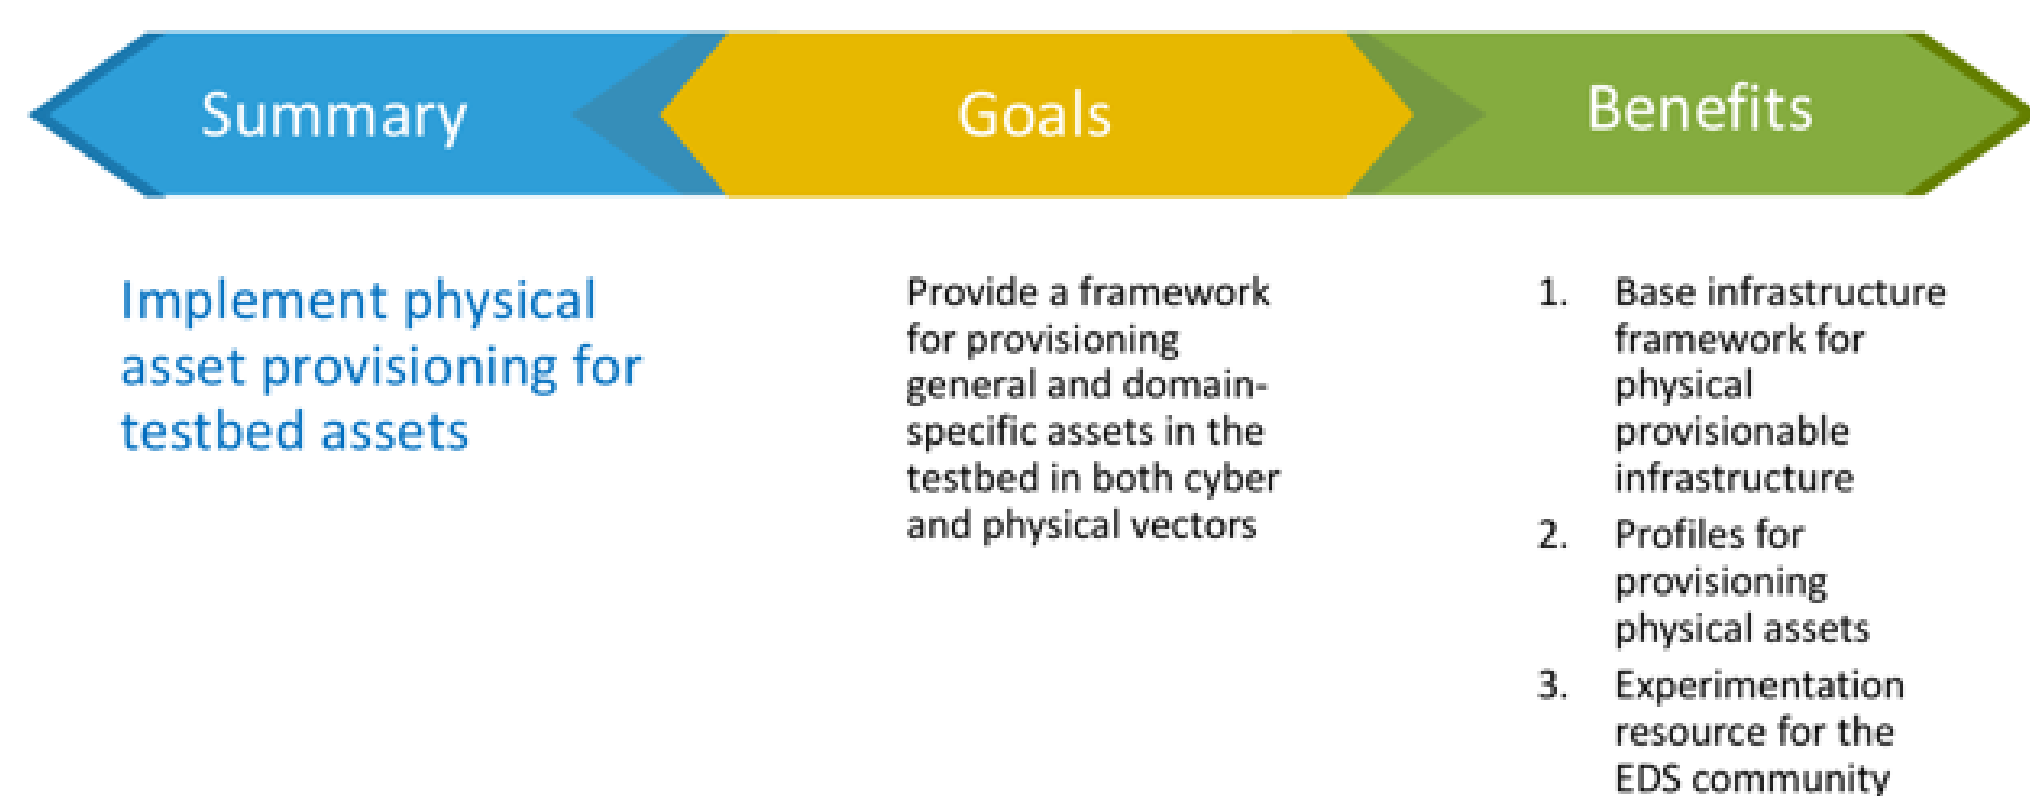 Summary
Goals
Benefits
Implement physical
asset provisioning for
testbed assets
Provide a framework
for provisioning
general and domain-
specific assets in the
testbed in both cyber
and physical vectors
1. Base infrastructure
framework for
physical
provisionable
infrastructure
2. Profiles for
provisioning
physical assets
3. Experimentation
resource for the
EDS community